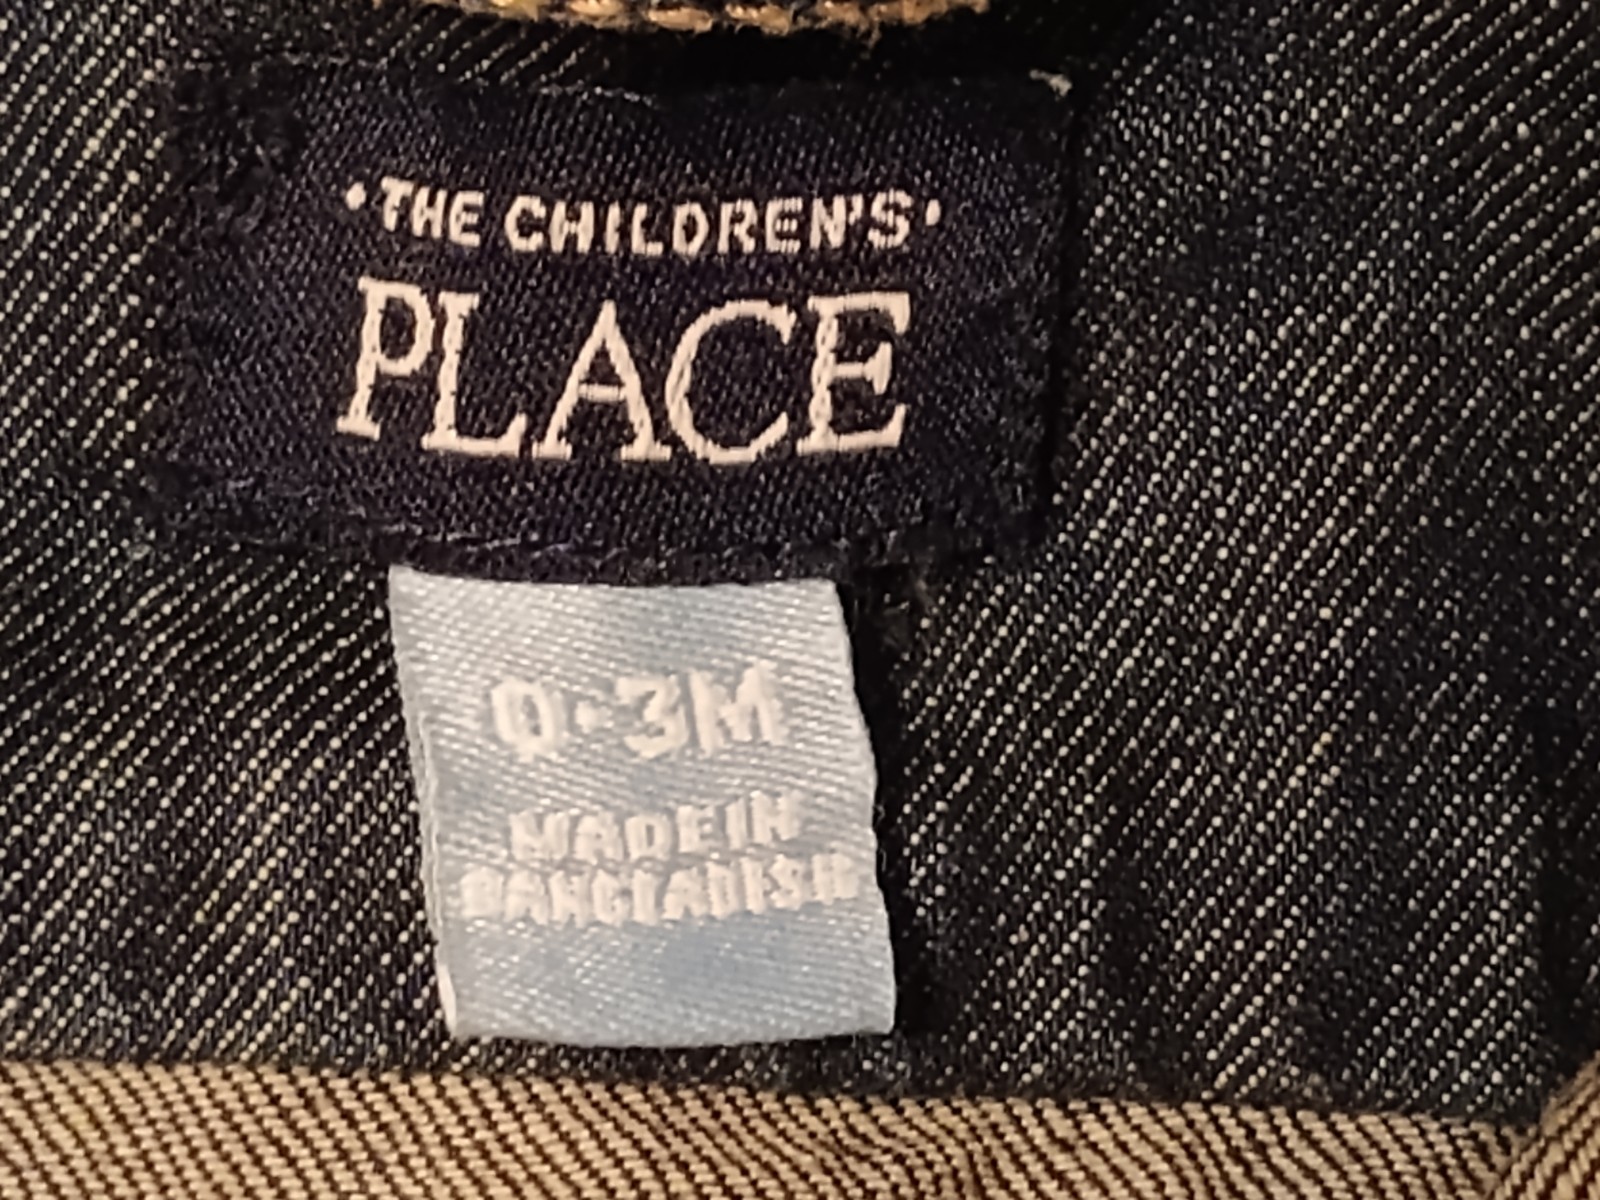 ·THE CHILDREN'S·
PLACE
0-3M
MADE IN
BANGLADESH